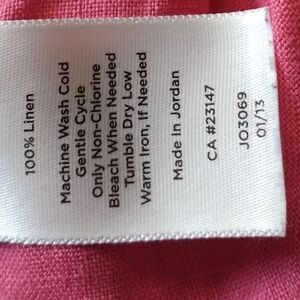 100% Linen
Machine Wash Cold
Gentle Cycle
Only Non-Chlorine
Bleach When Needed
Tumble Dry Low
Warm Iron, If Needed
Made In Jordan
CA #23147
JO3069
01/13